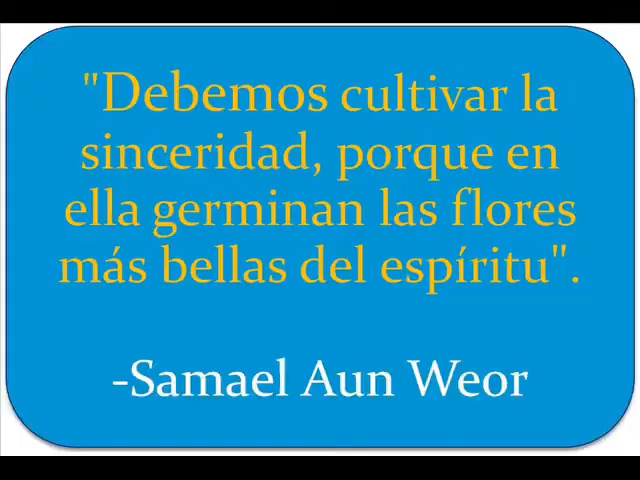 "Debemos cultivar la
sinceridad, porque en
ella germinan las flores
más bellas del espíritu".
-Samael Aun Weor